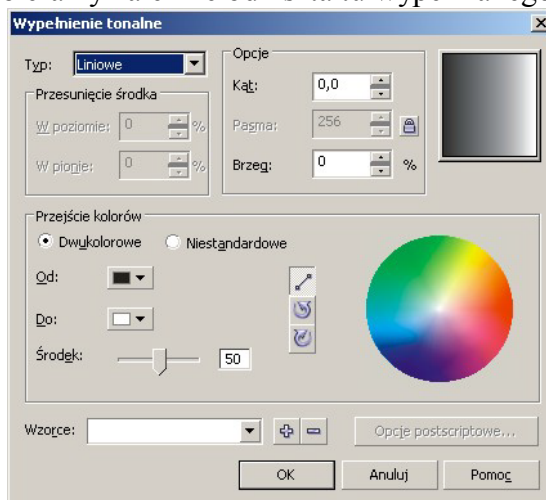 Wypełnienie tonalne
Typ: Liniowe
Przesunięcie środka
W poziomie: 0 %
W pionie: 0 %
Opcje
Kąt: 0,0
Pasma: 256
Brzeg: 0 %
Przejście kolorów
Dwukolorowe Niestandardowe
Od:
Do:
Środek: 50
Wzorce:
Opcje postscriptowe...
OK Anuluj Pomoc